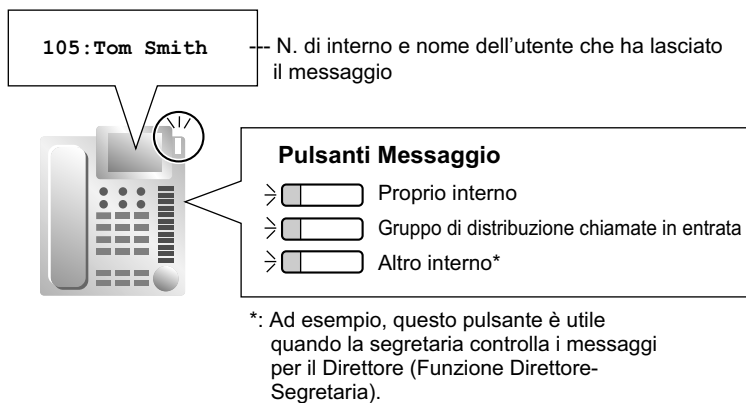 105:Tom Smith
N. di interno e nome dell'utente che ha lasciato
il messaggio
Pulsanti Messaggio
Proprio interno
Gruppo di distribuzione chiamate in entrata
Altro interno*
*: Ad esempio, questo pulsante è utile
quando la segretaria controlla i messaggi
per il Direttore (Funzione Direttore-
Segretaria).